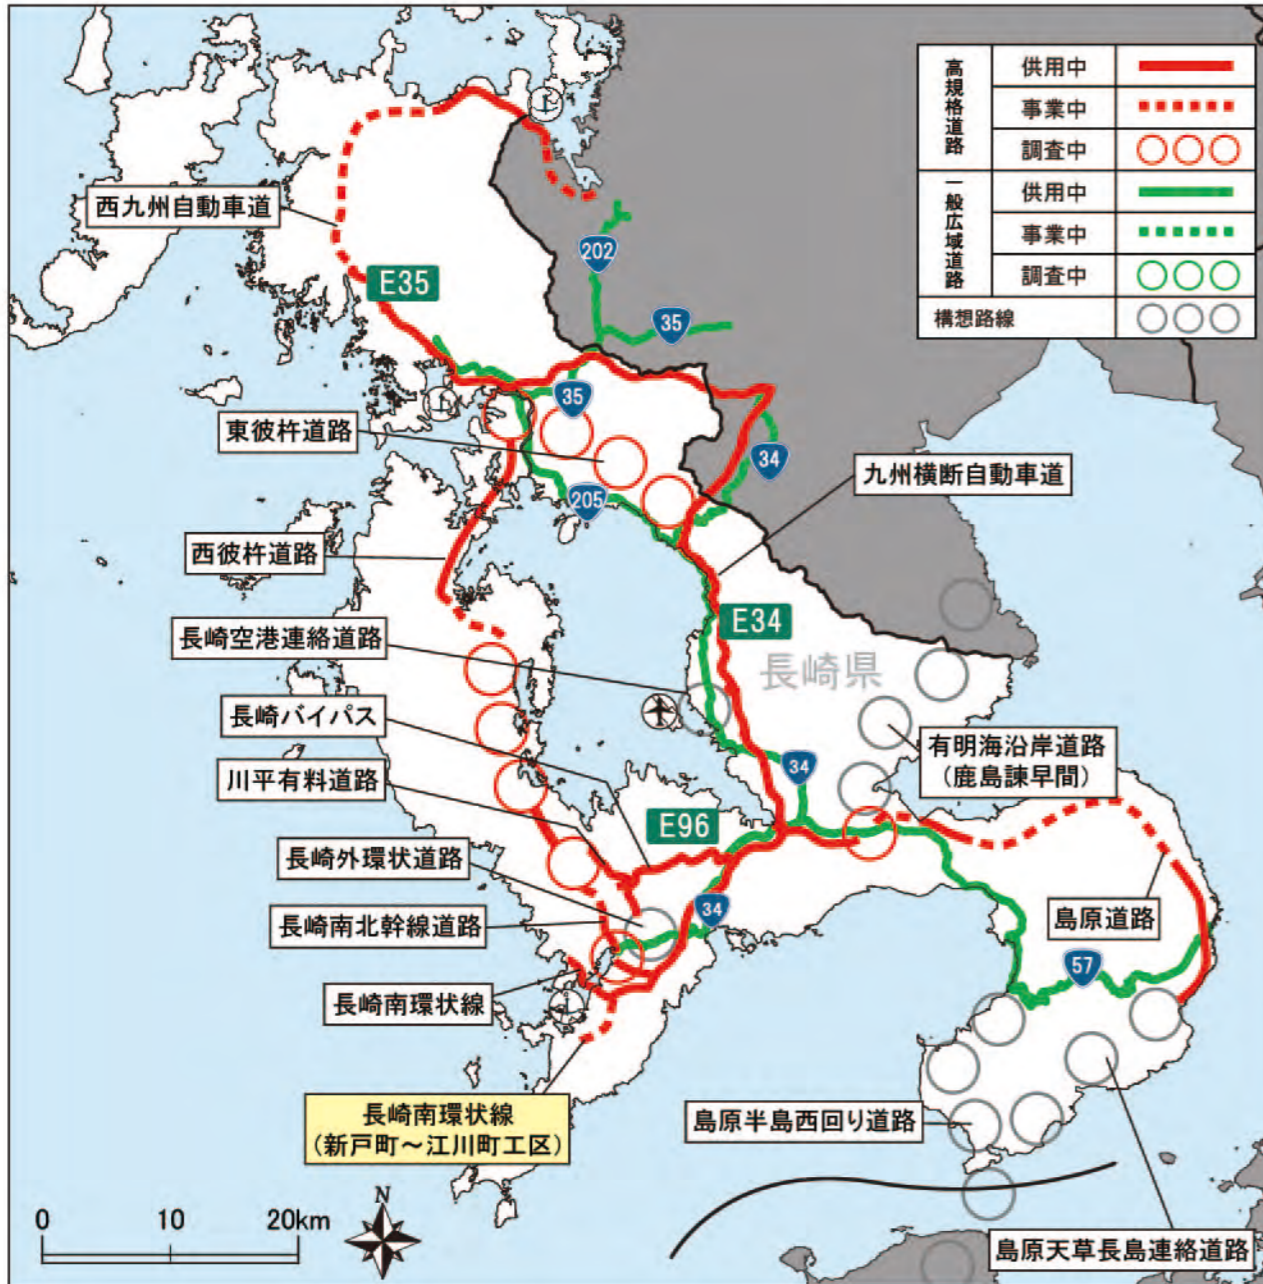 高規格道路
供用中
事業中
調査中
一般広域道路
供用中
事業中
調査中
構想路線
西九州自動車道
E35
202
35
35
34
東彼杵道路
205
九州横断自動車道
西彼杵道路
長崎空港連絡道路
E34
長崎県
長崎バイパス
有明海沿岸道路
(鹿島諫早間)
川平有料道路
34
E96
長崎外環状道路
長崎南北幹線道路
34
島原道路
57
長崎南環状線
長崎南環状線
(新戸町〜江川町工区)
島原半島西回り道路
島原天草長島連絡道路
0 10 20km
N